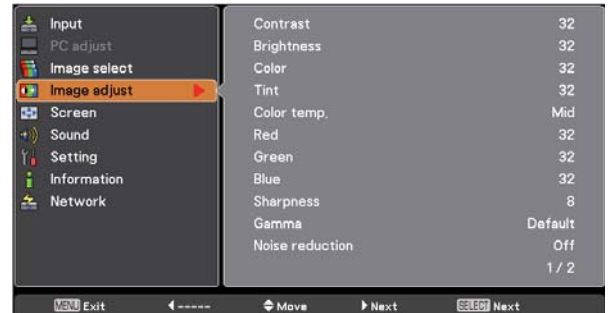 Input
PC adjust
Image select
Image adjust
Screen
Sound
Setting
Information
Network
Contrast 32
Brightness 32
Color 32
Tint 32
Color temp. Mid
Red 32
Green 32
Blue 32
Sharpness 8
Gamma Default
Noise reduction Off
1 / 2
MENU Exit ----- Move Next SELECT Next